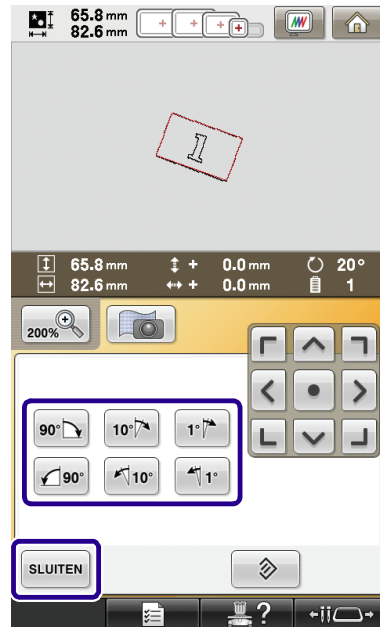 65.8 mm
82.6 mm
1
65.8 mm + 0.0 mm 20°
82.6 mm + 0.0 mm 1
200%
90° 10° 1°
90° 10° 1°
SLUITEN
?